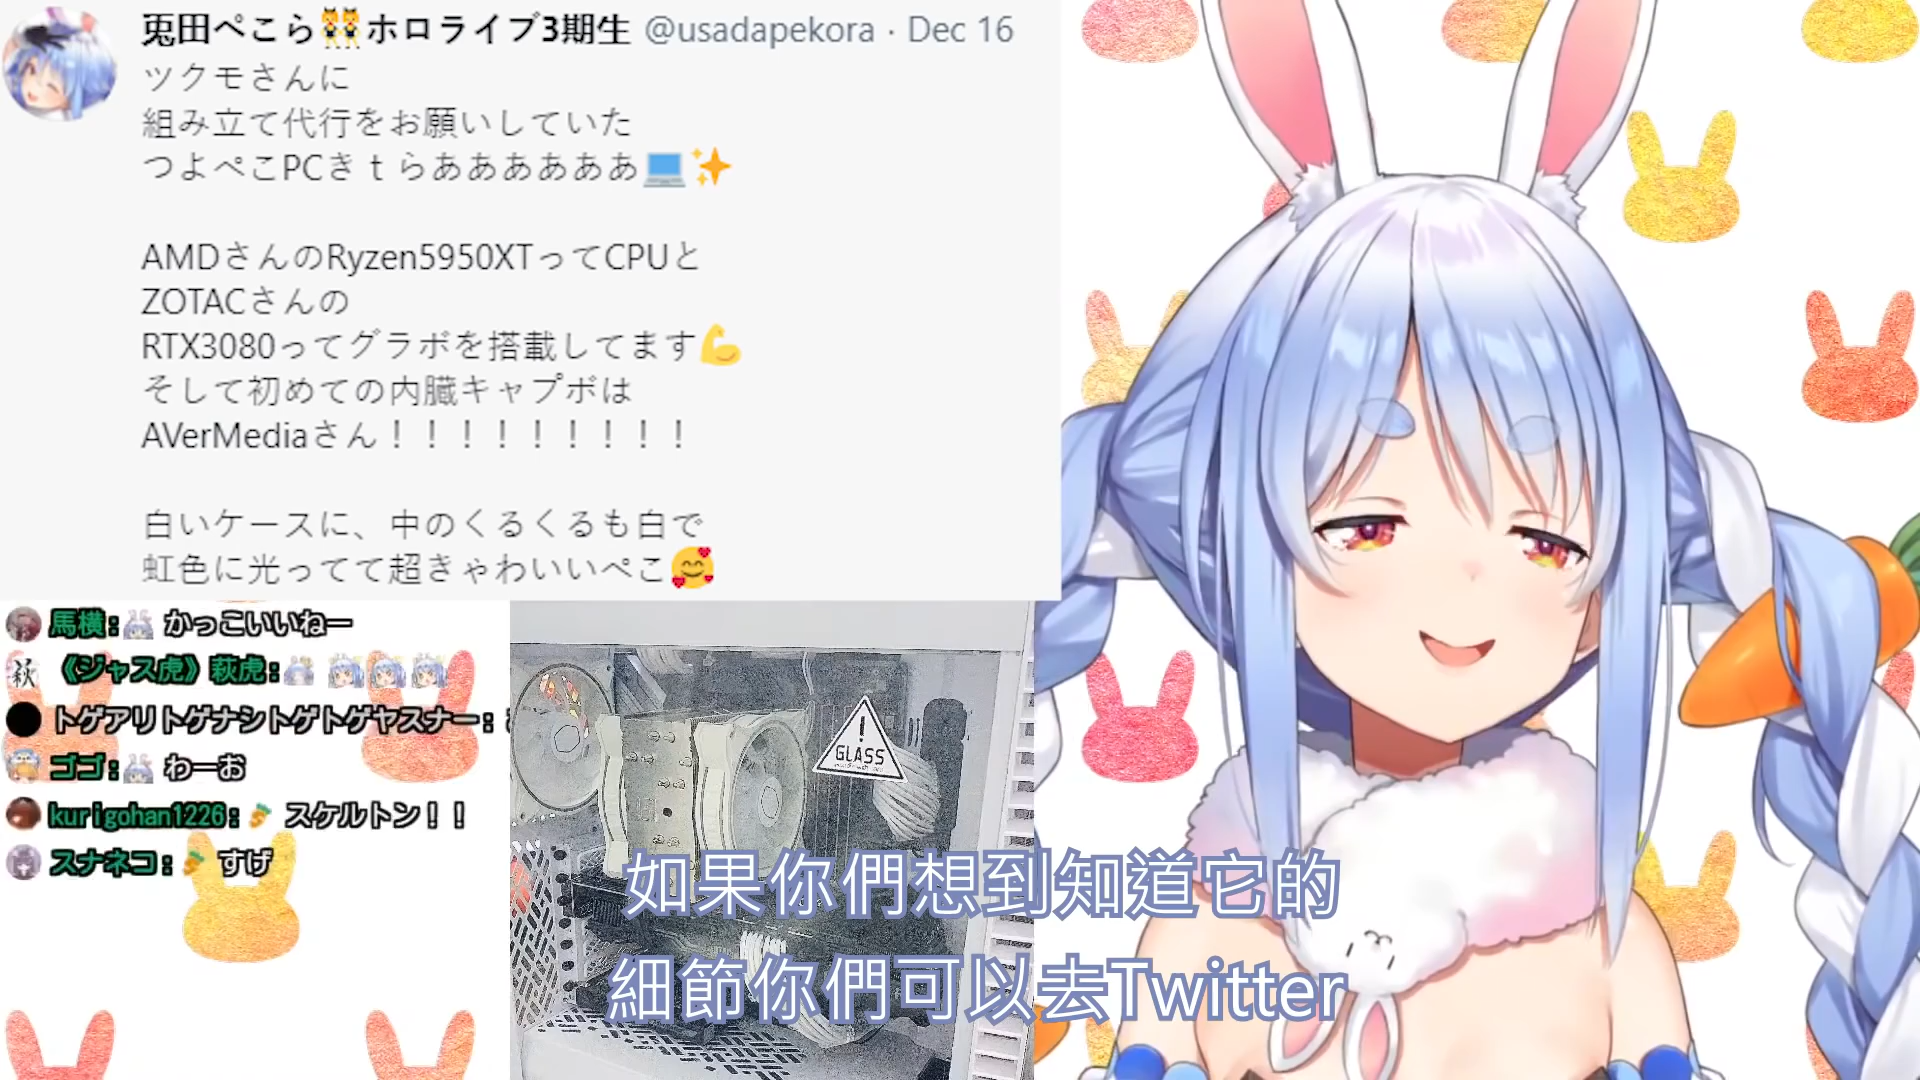 兎田ぺこら👯ホロライブ3期生 @usadapekora · Dec 16
ツクモさんに
組み立て代行をお願いしていた
つよぺこPCきｔらああああああ💻✨
AMDさんのRyzen5950XTってCPUと
ZOTACさんの
RTX3080ってグラボを搭載してます💪
そして初めての内臓キャプボは
AVerMediaさん！！！！！！！！！
白いケースに、中のくるくるも白で
虹色に光ってて超きゃわいいぺこ🥰
馬横: かっこいいねー
《ジャス虎》萩虎:
トゲアリトゲナシトゲトゲヤスナー:
ゴゴ: わーお
kurigohan1226: 🥕 スケルトン！！
スナネコ: 🥕 すげ
萩
!
GLASS
如果你們想到知道它的
細節你們可以去Twitter